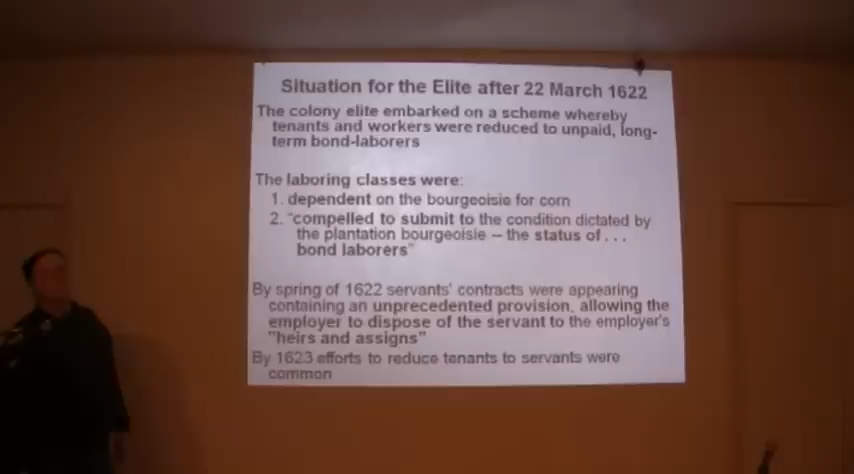 Situation for the Elite after 22 March 1622
The colony elite embarked on a scheme whereby
tenants and workers were reduced to unpaid, long-
term bond-laborers
The laboring classes were:
1. dependent on the bourgeoisie for corn
2. "compelled to submit to the condition dictated by
the plantation bourgeoisie – the status of . . .
bond laborers"
By spring of 1622 servants' contracts were appearing
containing an unprecedented provision, allowing the
employer to dispose of the servant to the employer's
"heirs and assigns"
By 1623 efforts to reduce tenants to servants were
common